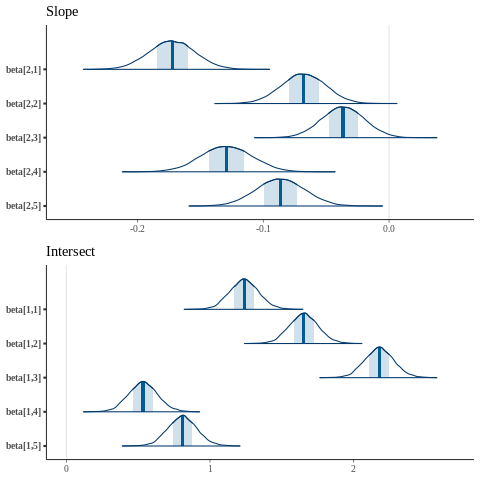 Slope
beta[2,1]
beta[2,2]
beta[2,3]
beta[2,4]
beta[2,5]
-0.2 -0.1 0.0
Intersect
beta[1,1]
beta[1,2]
beta[1,3]
beta[1,4]
beta[1,5]
0 1 2